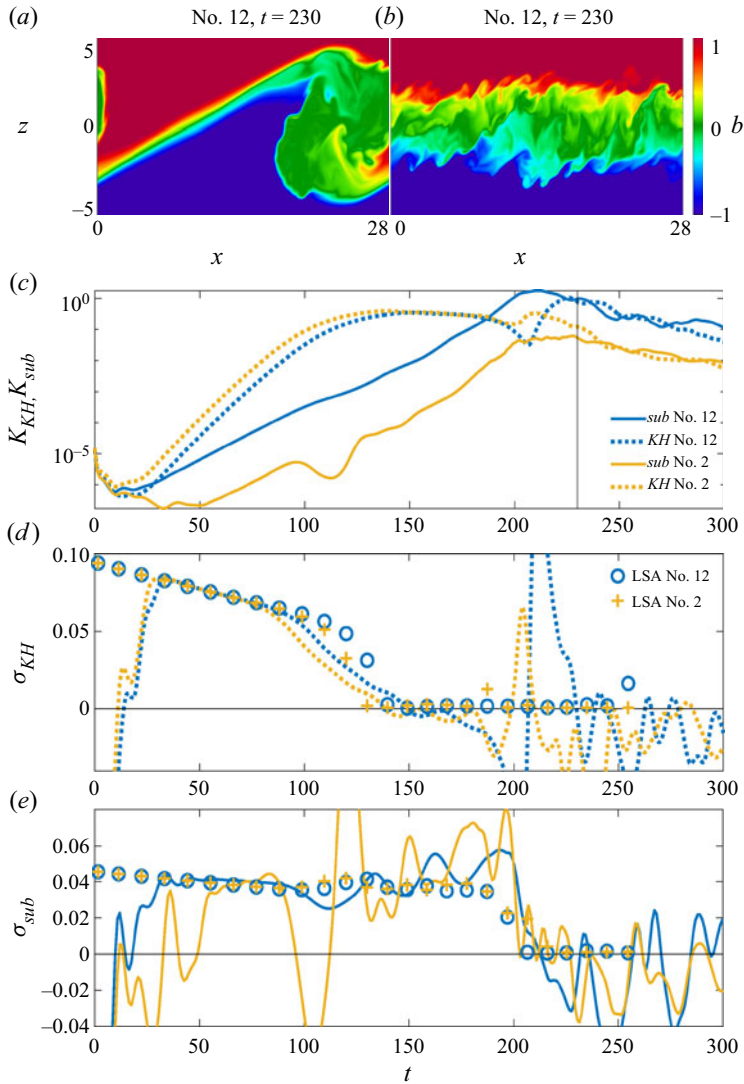 (a) No. 12, t = 230 (b) No. 12, t = 230
5
z 0
–5
0 28 0 28
x x
1
0 b
–1
(c)
10⁰
K_KH, K_sub
10⁻⁵
sub No. 12
KH No. 12
sub No. 2
KH No. 2
0 50 100 150 200 250 300
(d)
0.10
0.05
0
σ_KH
LSA No. 12
LSA No. 2
0 50 100 150 200 250 300
(e)
0.06
0.04
0.02
0
–0.02
–0.04
σ_sub
0 50 100 150 200 250 300
t